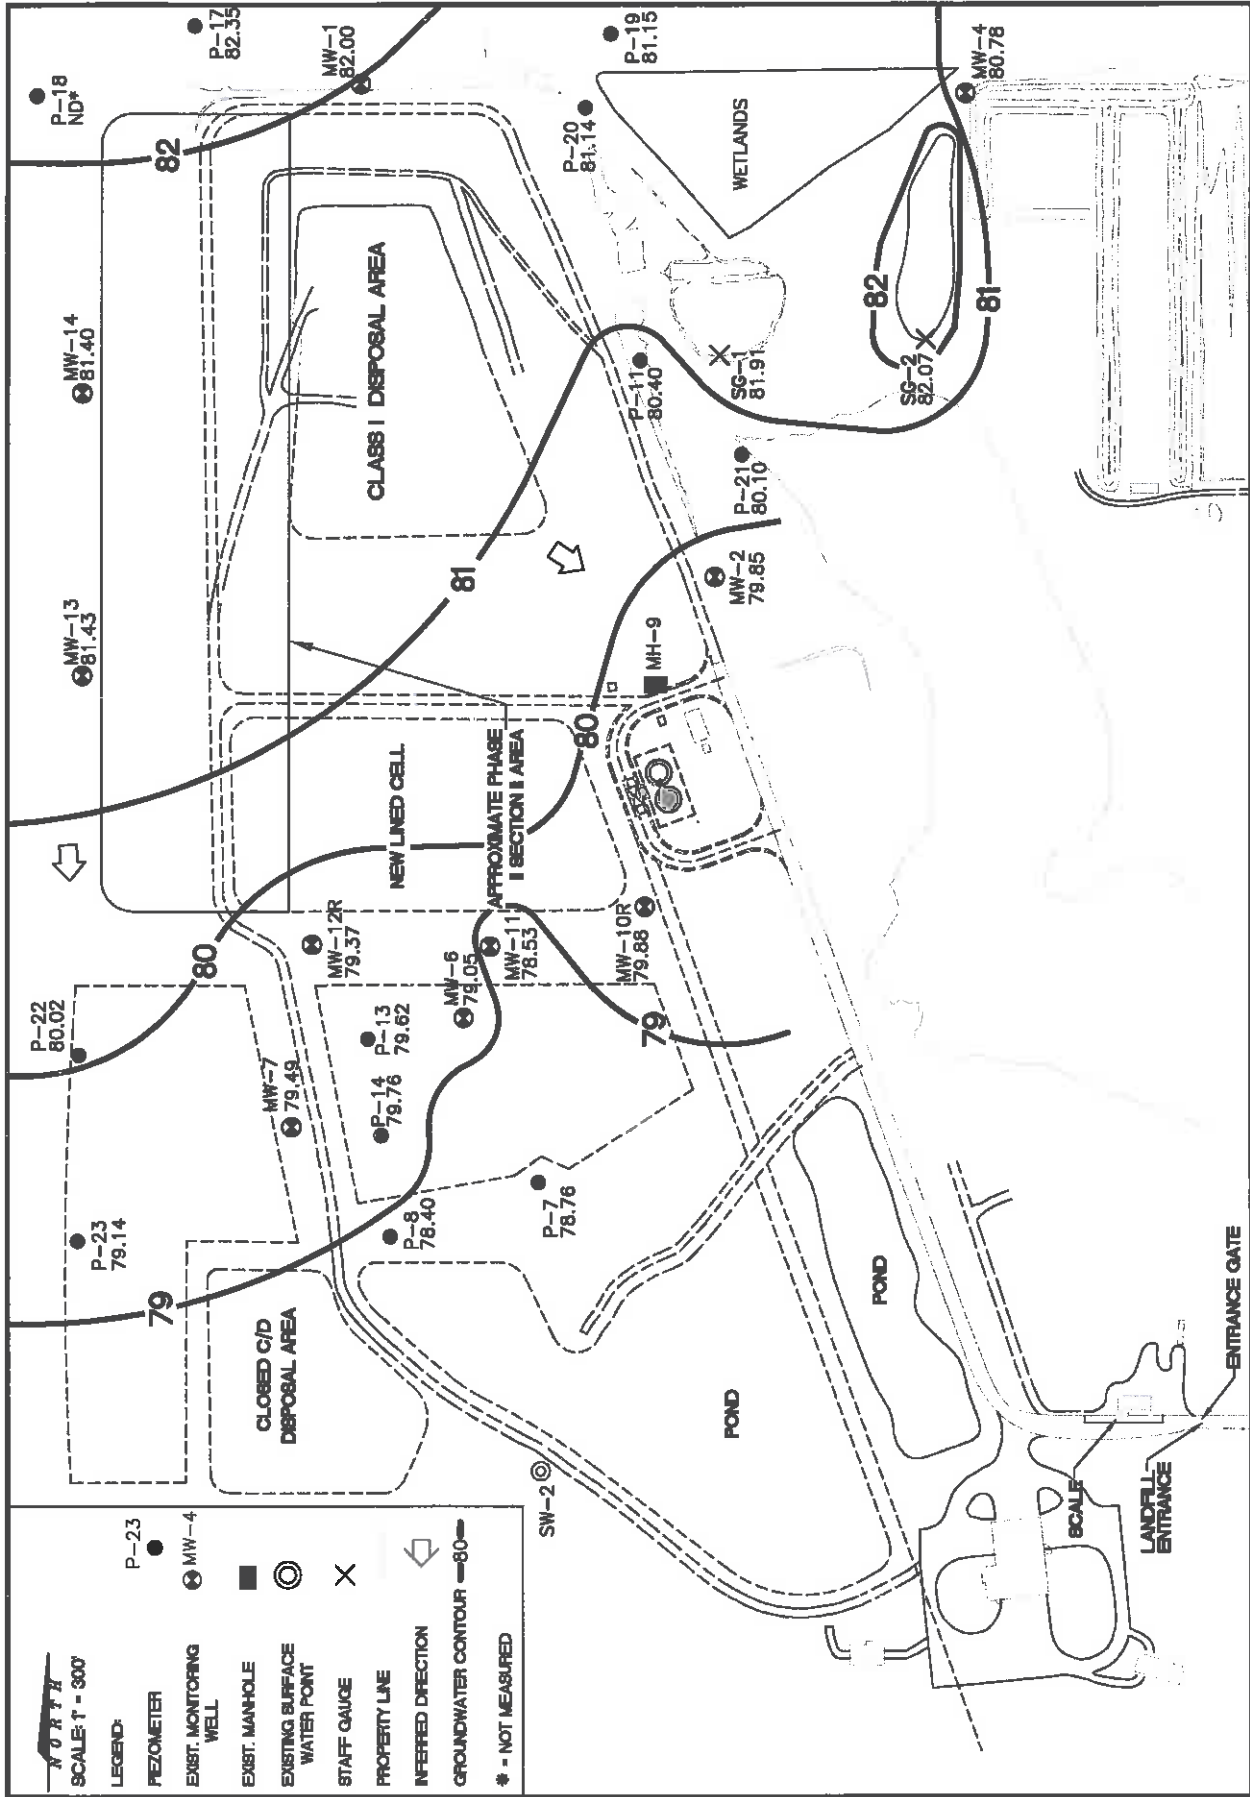 NORTH
SCALE: 1" = 300'
LEGEND:
PIEZOMETER
P-23
EXIST. MONITORING
WELL
MW-4
EXIST. MANHOLE
EXISTING SURFACE
WATER POINT
STAFF GAUGE
PROPERTY LINE
INFERRED DIRECTION
GROUNDWATER CONTOUR
80
* = NOT MEASURED
P-23
79.14
79
CLOSED C/D
DISPOSAL AREA
SW-2
P-22
80.02
80
MW-7
79.49
P-14
79.76
P-13
79.62
P-8
78.40
P-7
78.76
MW-12R
79.37
MW-6
79.05
MW-11
78.53
MW-10R
79.88
79
NEW LINED CELL
APPROXIMATE PHASE
II SECTION II AREA
MW-13
81.43
81
80
MH-9
MW-14
81.40
CLASS I DISPOSAL AREA
MW-2
79.85
P-21
80.10
P-11
80.40
SG-1
81.91
SG-2
82.07
82
81
P-18
ND*
P-17
82.35
82
MW-1
82.00
P-20
81.14
P-19
81.15
WETLANDS
MW-4
80.78
POND
POND
SCALE
LANDFILL
ENTRANCE
ENTRANCE GATE